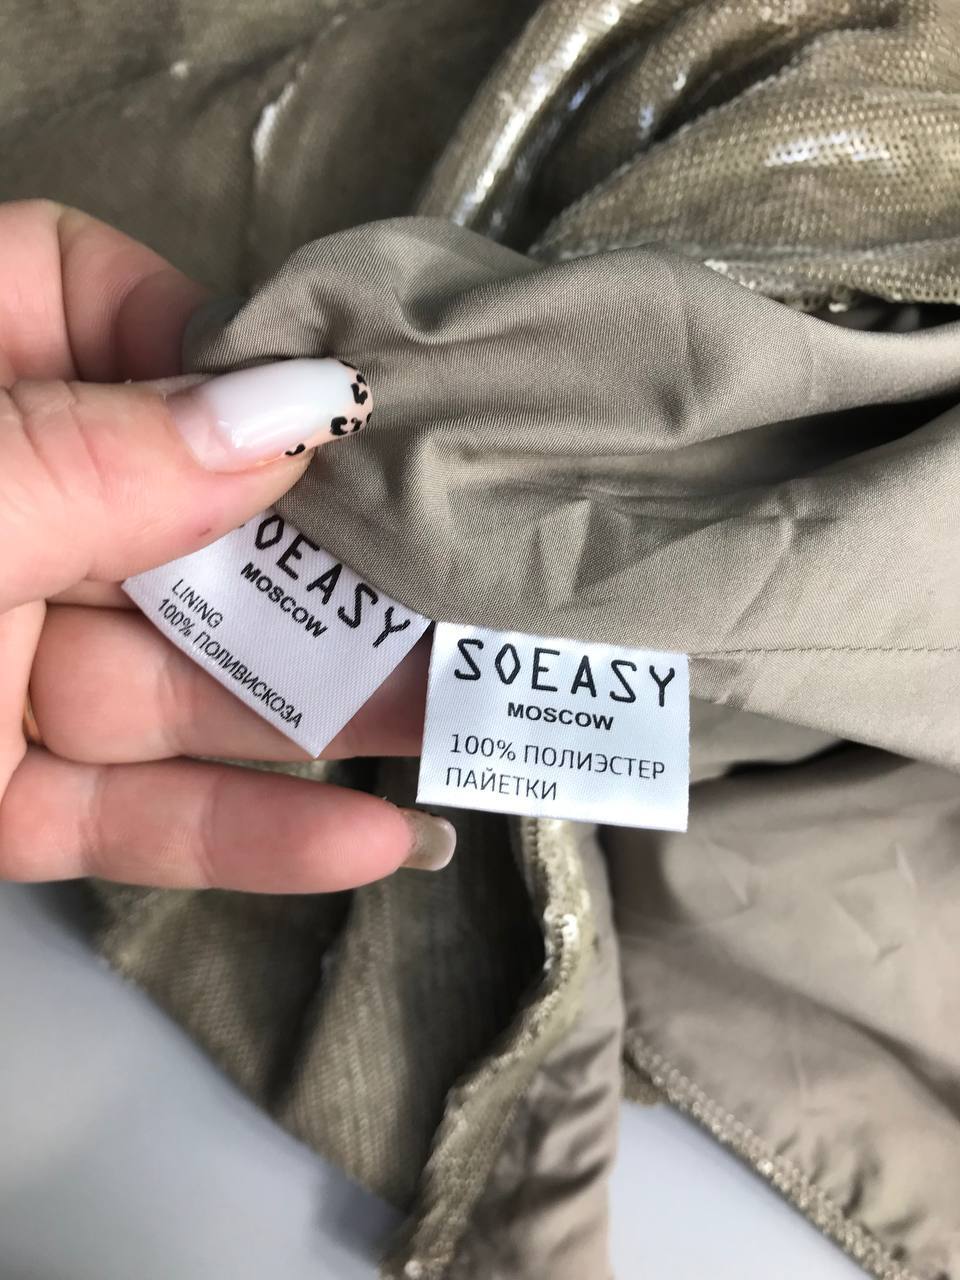 SOEASY
MOSCOW
LINING
100% ПОЛИВИСКОЗА
SOEASY
MOSCOW
100% ПОЛИЭСТЕР
ПАЙЕТКИ